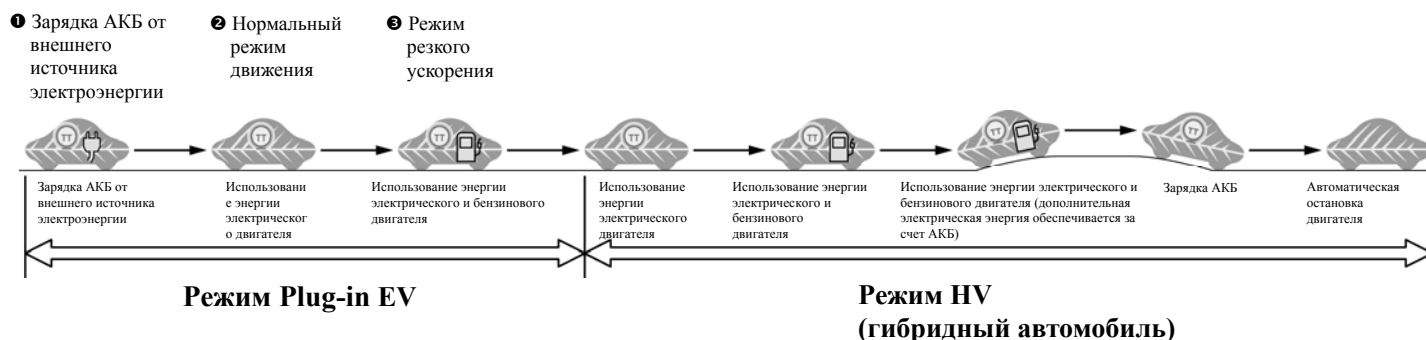 ❶ Зарядка АКБ от
внешнего
источника
электроэнергии
❷ Нормальный
режим
движения
❸ Режим
резкого
ускорения
Зарядка АКБ от
внешнего источника
электроэнергии
Использовани
е энергии
электрическог
о двигателя
Использование энергии
электрического и бензинового
двигателя
Использование
энергии
электрического
двигателя
Использование энергии
электрического и
бензинового
двигателя
Использование энергии электрического и
бензинового двигателя (дополнительная
электрическая энергия обеспечивается за
счет АКБ)
Зарядка АКБ
Автоматическая
остановка
двигателя
Режим Plug-in EV
Режим HV
(гибридный автомобиль)